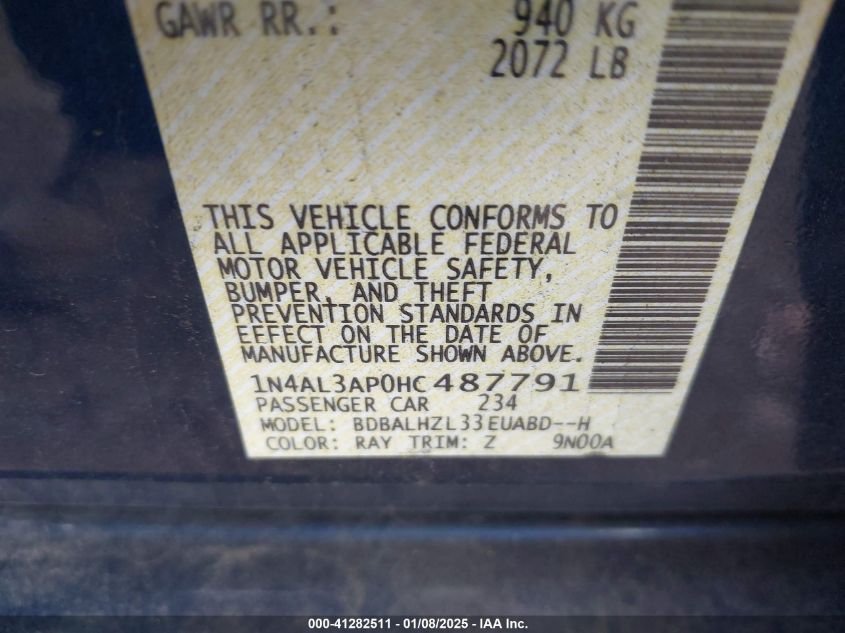 GAWR RR.: 940 KG
2072 LB
THIS VEHICLE CONFORMS TO
ALL APPLICABLE FEDERAL
MOTOR VEHICLE SAFETY,
BUMPER, AND THEFT
PREVENTION STANDARDS IN
EFFECT ON THE DATE OF
MANUFACTURE SHOWN ABOVE.
1N4AL3AP0HC487791
PASSENGER CAR 234
MODEL: BDBALHZL33EUABD--H
COLOR: RAY TRIM: Z 9N00A
000-41282511 - 01/08/2025 - IAA Inc.